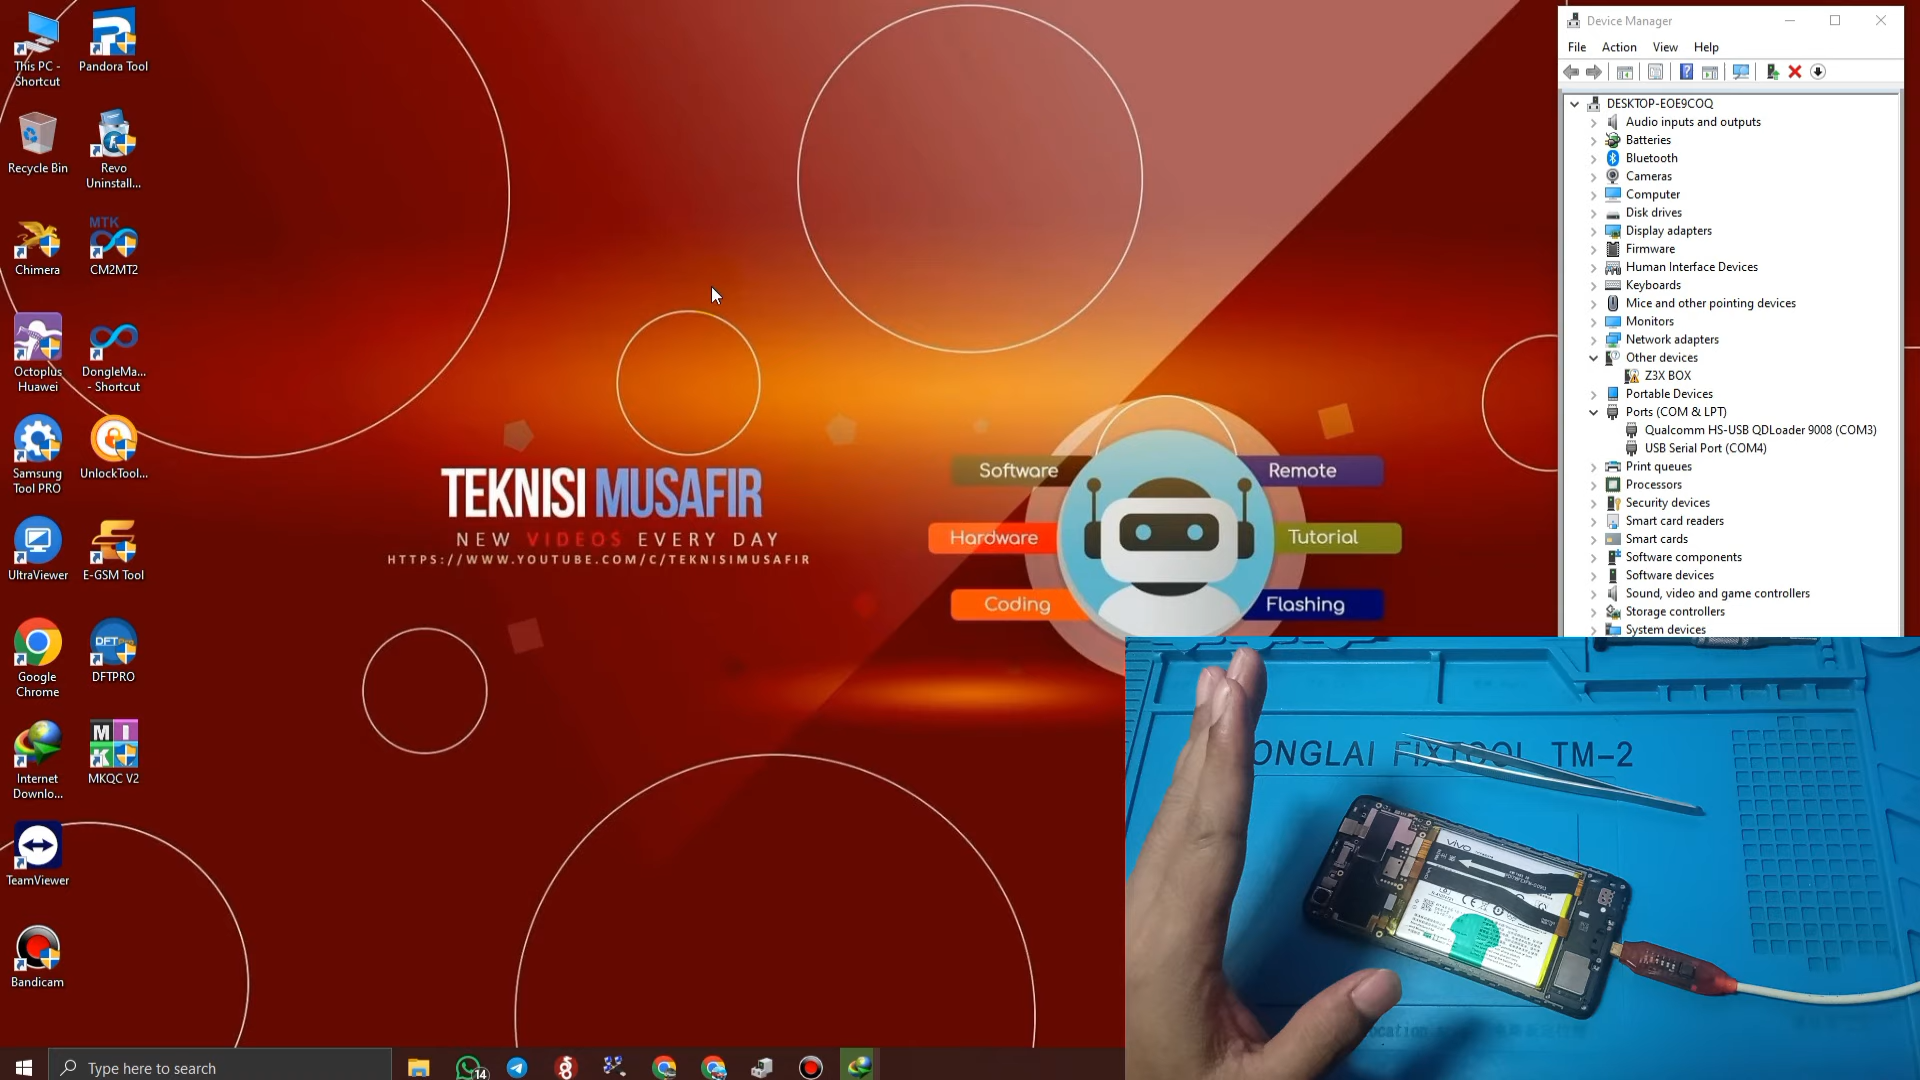 This PC -
Shortcut
Pandora Tool
Recycle Bin
Revo
Uninstall...
Chimera
MTK
CM2MT2
Octoplus
Huawei
DongleMa...
- Shortcut
Samsung
Tool PRO
UnlockTool...
UltraViewer
E-GSM Tool
Google
Chrome
DFTPro
DFTPRO
Internet
Downlo...
MIK
MKQC V2
TeamViewer
Bandicam
TEKNISI MUSAFIR
NEW VIDEOS EVERY DAY
HTTPS://WWW.YOUTUBE.COM/C/TEKNISIMUSAFIR
Software
Remote
Hardware
Tutorial
Coding
Flashing
Device Manager
File Action View Help
DESKTOP-EOE9COQ
Audio inputs and outputs
Batteries
Bluetooth
Cameras
Computer
Disk drives
Display adapters
Firmware
Human Interface Devices
Keyboards
Mice and other pointing devices
Monitors
Network adapters
Other devices
Z3X BOX
Portable Devices
Ports (COM & LPT)
Qualcomm HS-USB QDLoader 9008 (COM3)
USB Serial Port (COM4)
Print queues
Processors
Security devices
Smart card readers
Smart cards
Software components
Software devices
Sound, video and game controllers
Storage controllers
System devices
ONGLAI FIXTOOL TM-2
vivo
Type here to search
14